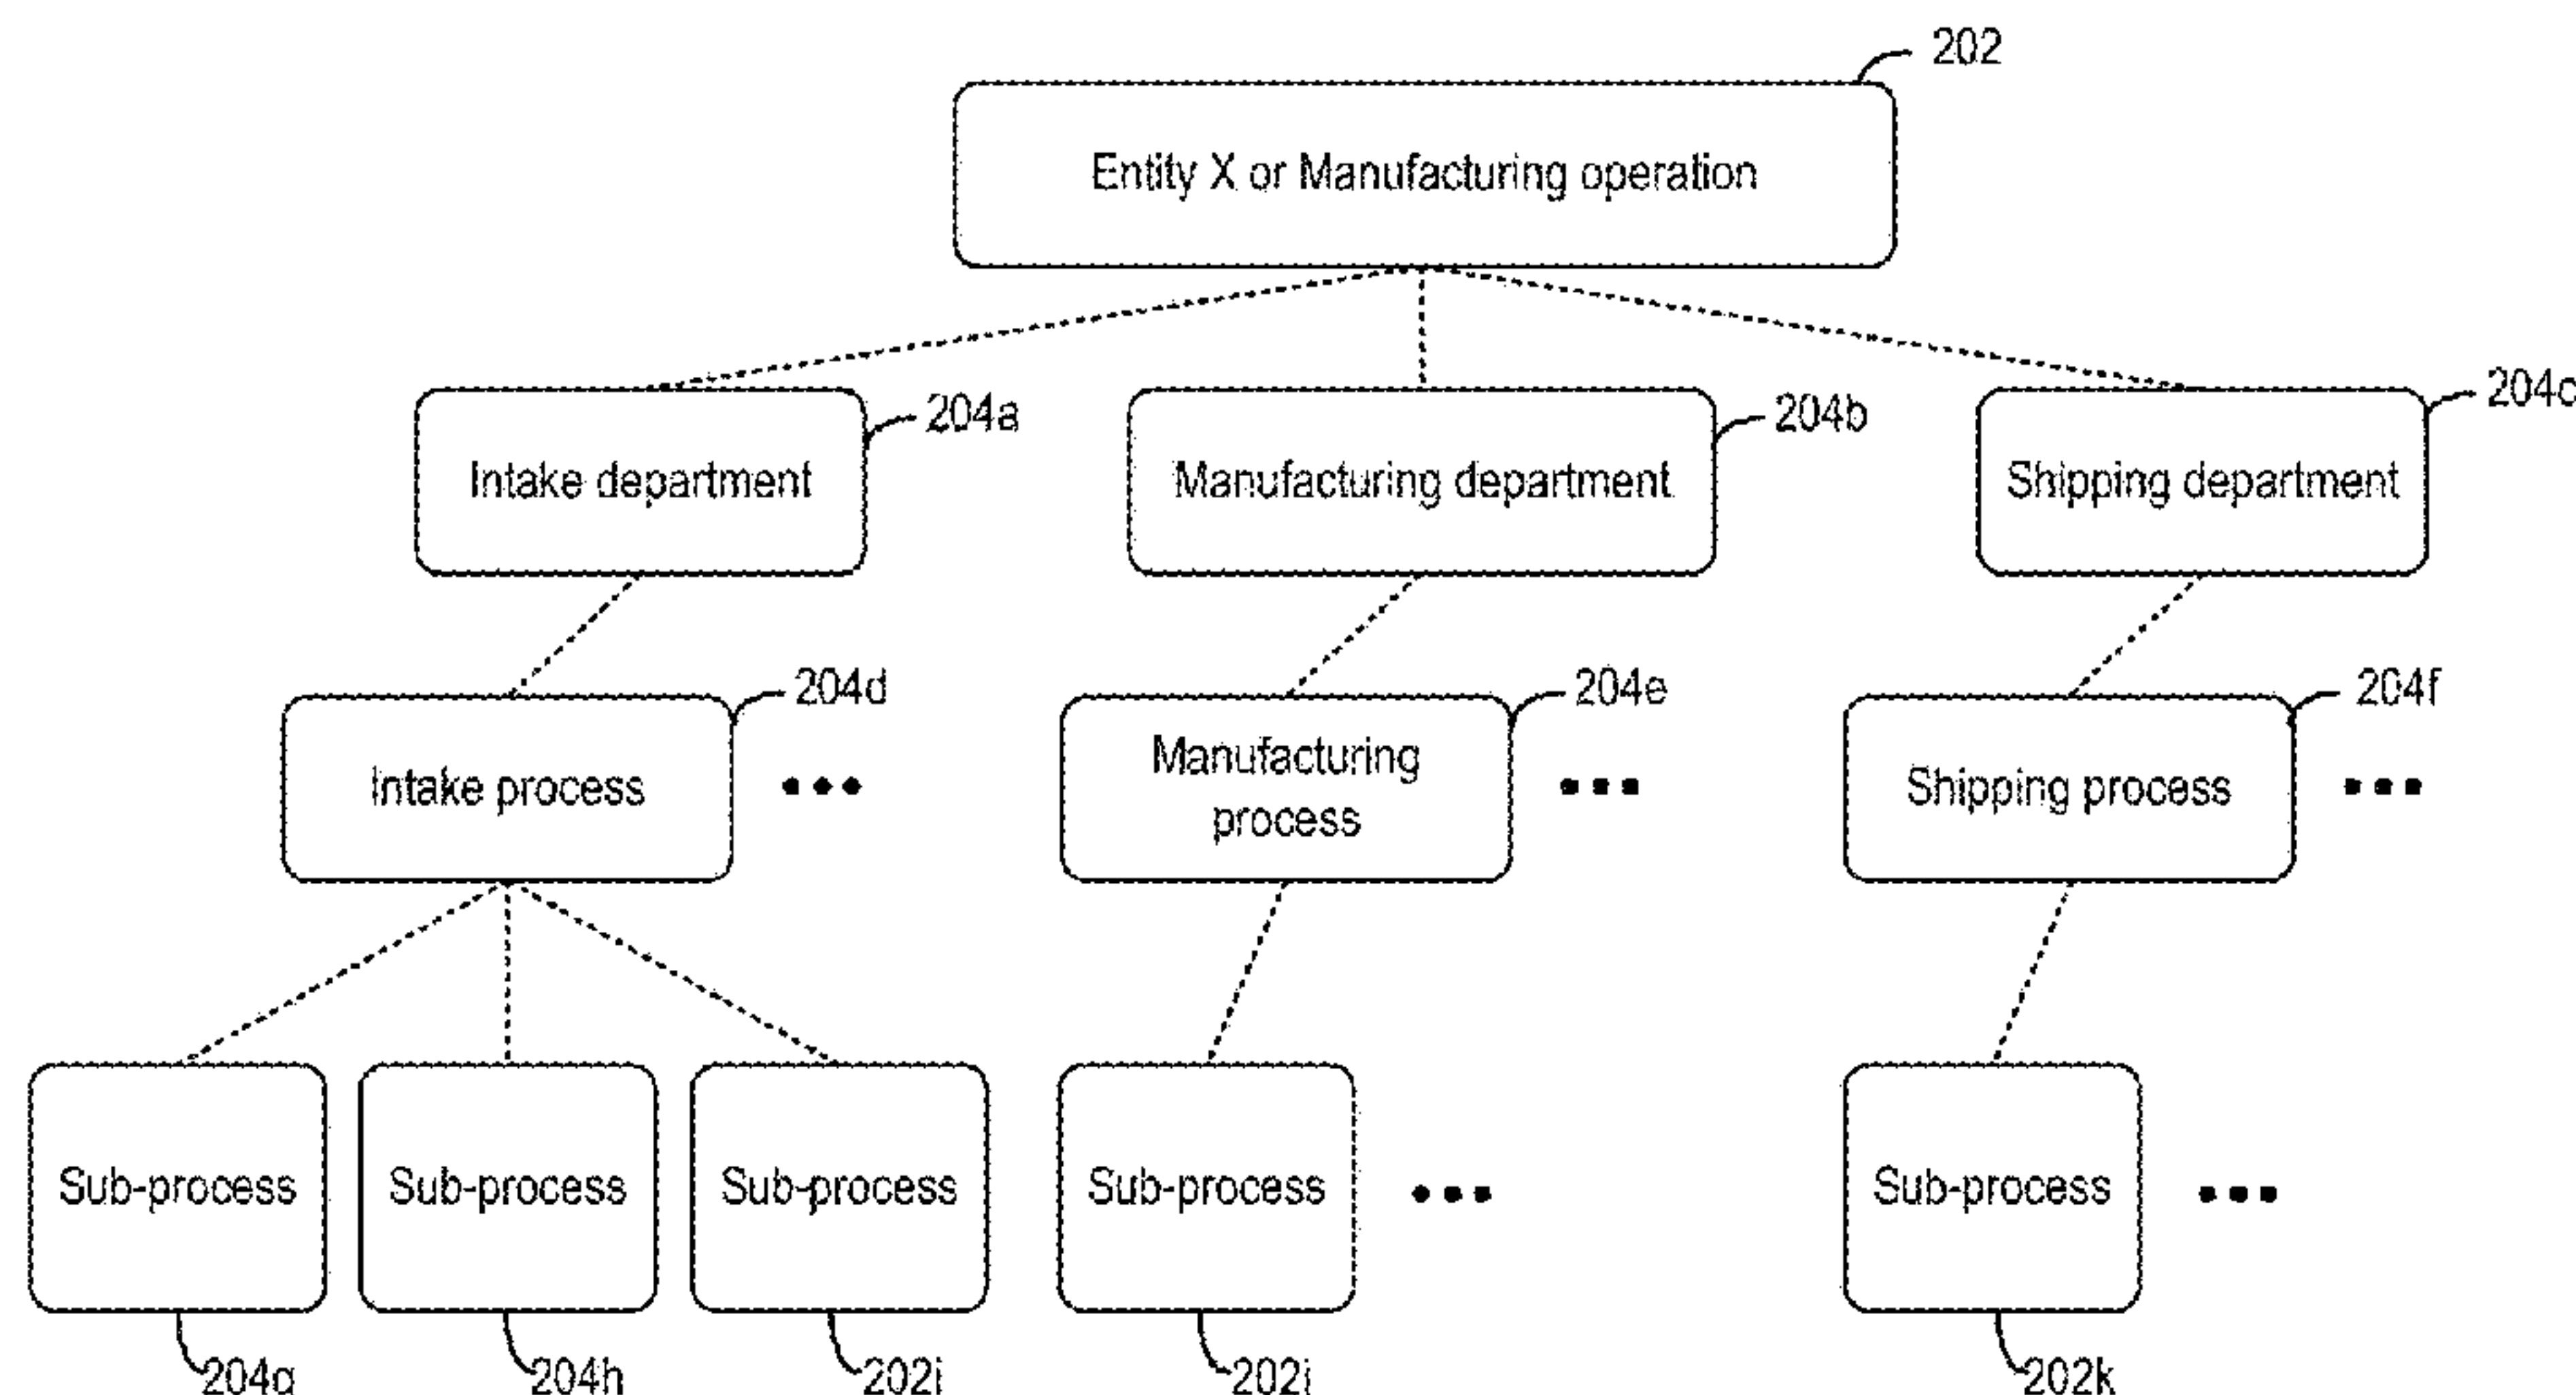 202
Entity X or Manufacturing operation
204a
204b
204c
Intake department
Manufacturing department
Shipping department
204d
204e
204f
Intake process
Manufacturing
process
Shipping process
Sub-process
Sub-process
Sub-process
Sub-process
Sub-process
204g
204h
202i
202j
202k